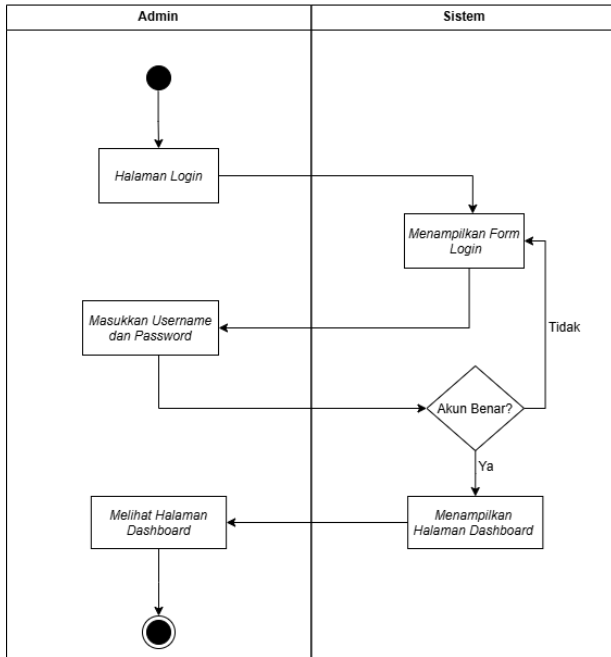 Admin
Sistem
Halaman Login
Menampilkan Form
Login
Masukkan Username
dan Password
Tidak
Akun Benar?
Ya
Melihat Halaman
Dashboard
Menampilkan
Halaman Dashboard